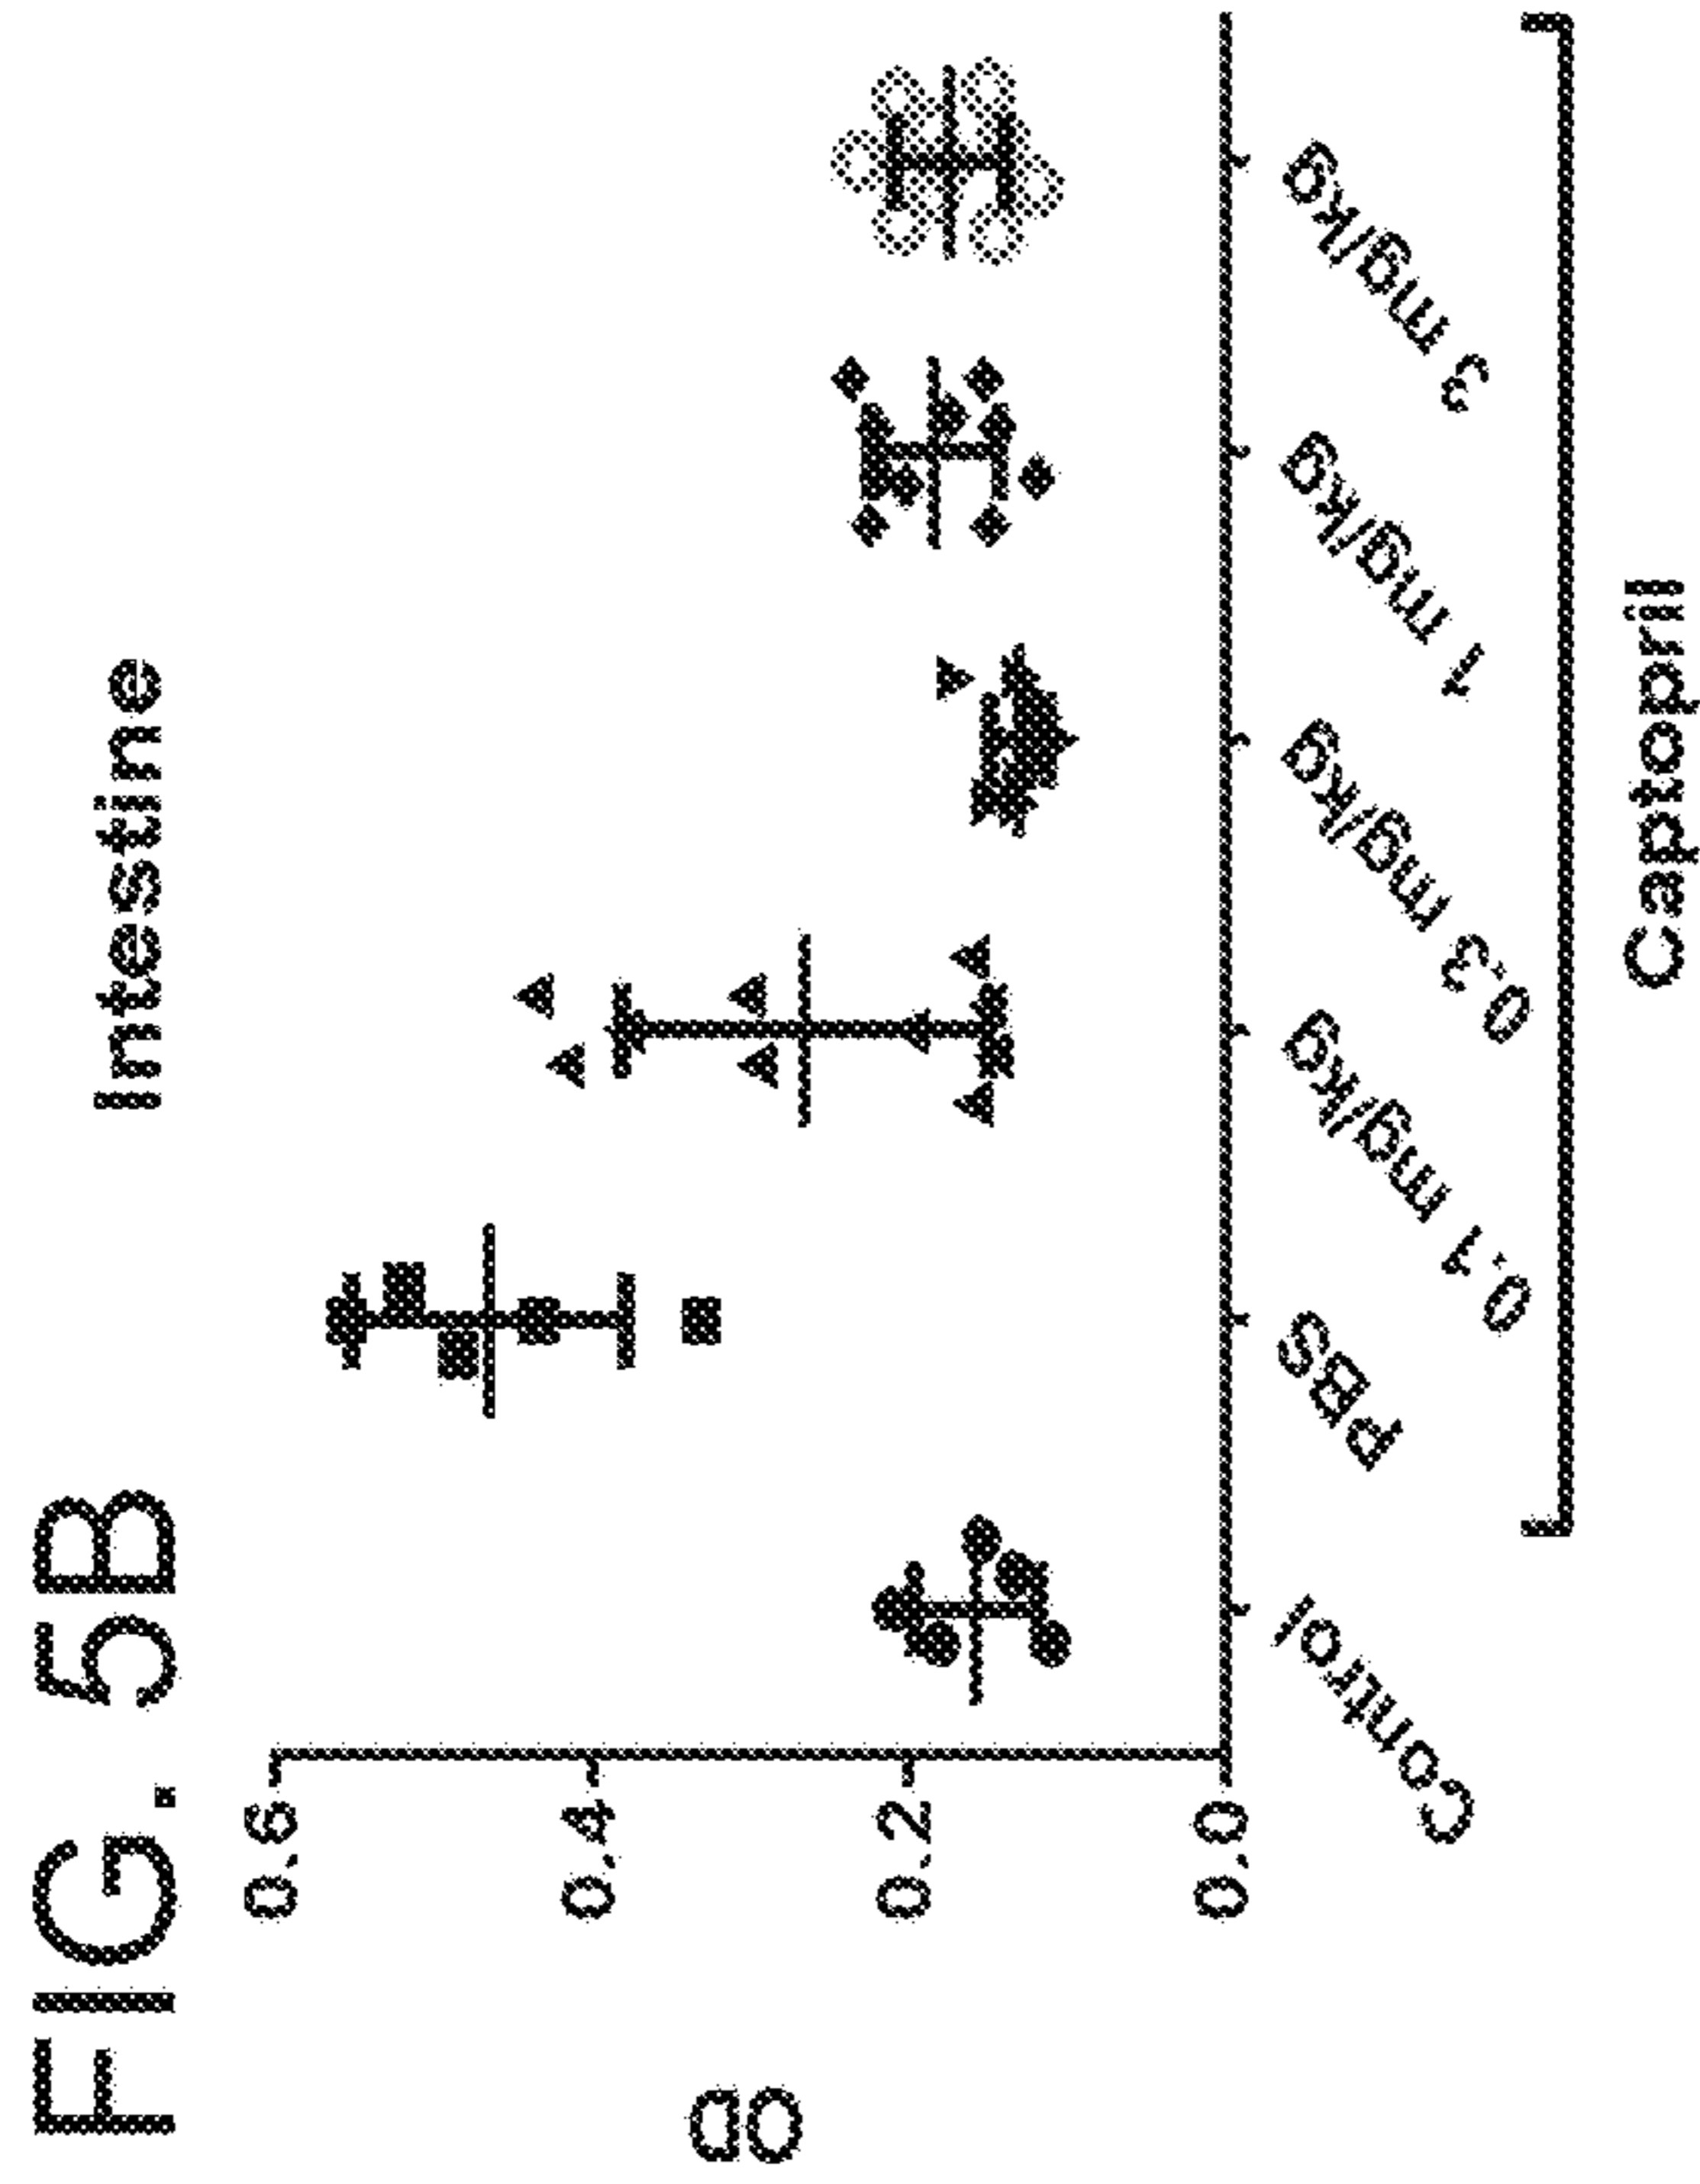 FIG. 5B
Intestine
OD
0.6
0.4
0.2
0.0
Control
PBS
0.1 mg/kg
0.3 mg/kg
1 mg/kg
3 mg/kg
Captopril